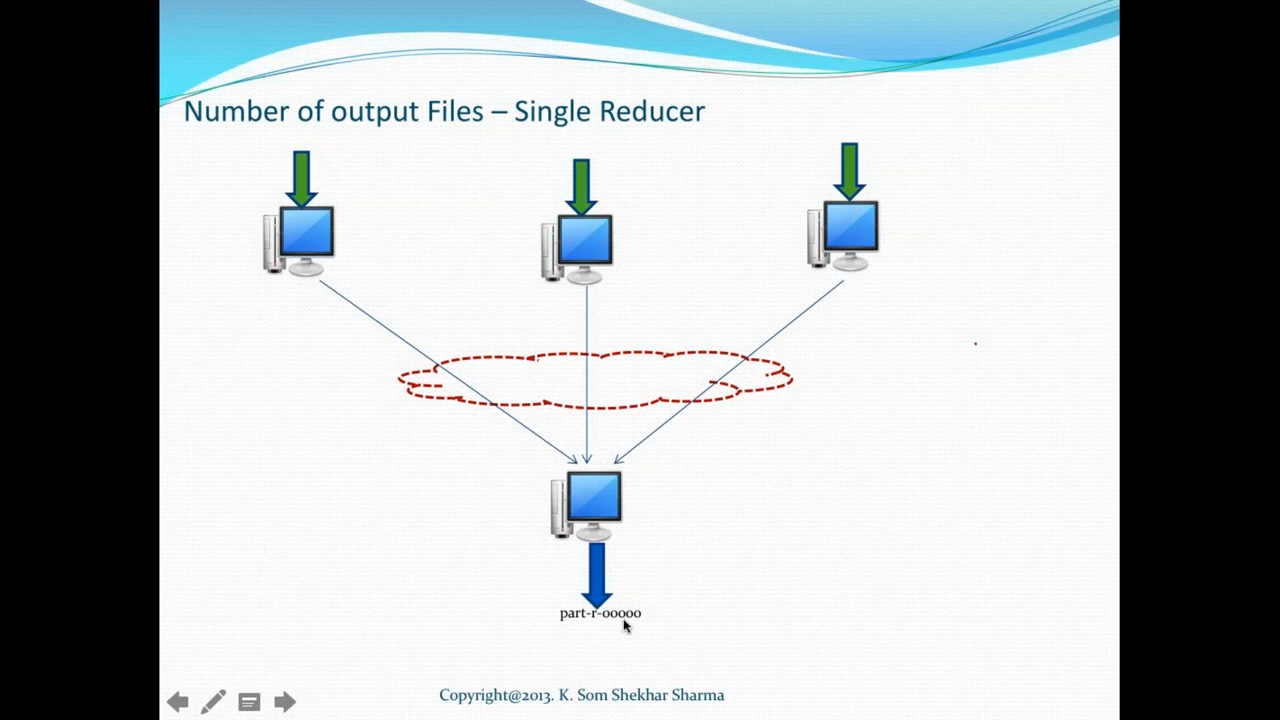 Number of output Files – Single Reducer
part-r-00000
Copyright@2013. K. Som Shekhar Sharma